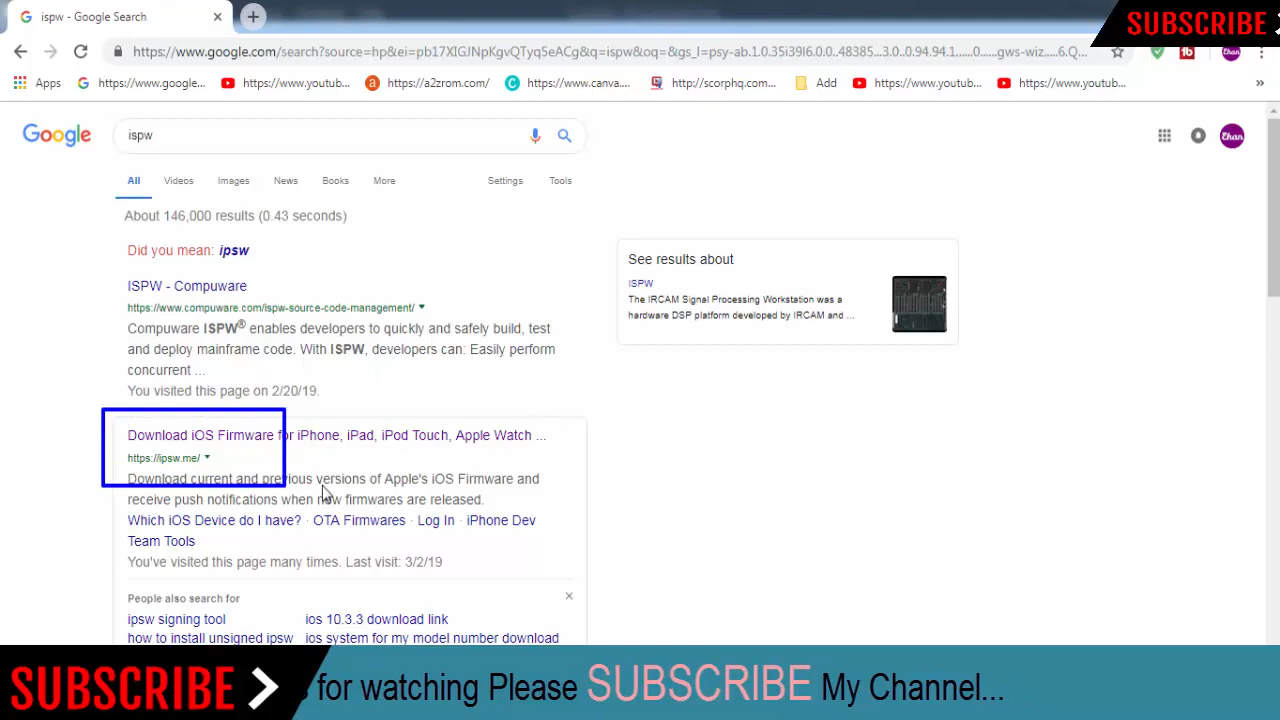 ispw - Google Search
SUBSCRIBE
https://www.google.com/search?source=hp&ei=pb17XIGJNpKgvQTyg5eACg&q=ispw&oq=&gs_l=psy-ab.1.0.35i39l6.0.0..48385...3.0..0.94.94.1......0....gws-wiz.....6.Q...
Ehan
Apps
https://www.google...
https://www.youtub...
https://a2zrom.com/
https://www.canva....
http://scorphq.com...
Add
https://www.youtub...
https://www.youtub...
»
Google
ispw
Ehan
All Videos Images News Books More Settings Tools
About 146,000 results (0.43 seconds)
Did you mean: ipsw
ISPW - Compuware
https://www.compuware.com/ispw-source-code-management/
Compuware ISPW® enables developers to quickly and safely build, test
and deploy mainframe code. With ISPW, developers can: Easily perform
concurrent ...
You visited this page on 2/20/19.
See results about
ISPW
The IRCAM Signal Processing Workstation was a
hardware DSP platform developed by IRCAM and ...
Download iOS Firmware for iPhone, iPad, iPod Touch, Apple Watch ...
https://ipsw.me/
Download current and previous versions of Apple's iOS Firmware and
receive push notifications when new firmwares are released.
Which iOS Device do I have? · OTA Firmwares · Log In · iPhone Dev
Team Tools
You've visited this page many times. Last visit: 3/2/19
People also search for
ipsw signing tool
ios 10.3.3 download link
how to install unsigned ipsw
ios system for my model number download
SUBSCRIBE
for watching Please SUBSCRIBE My Channel...